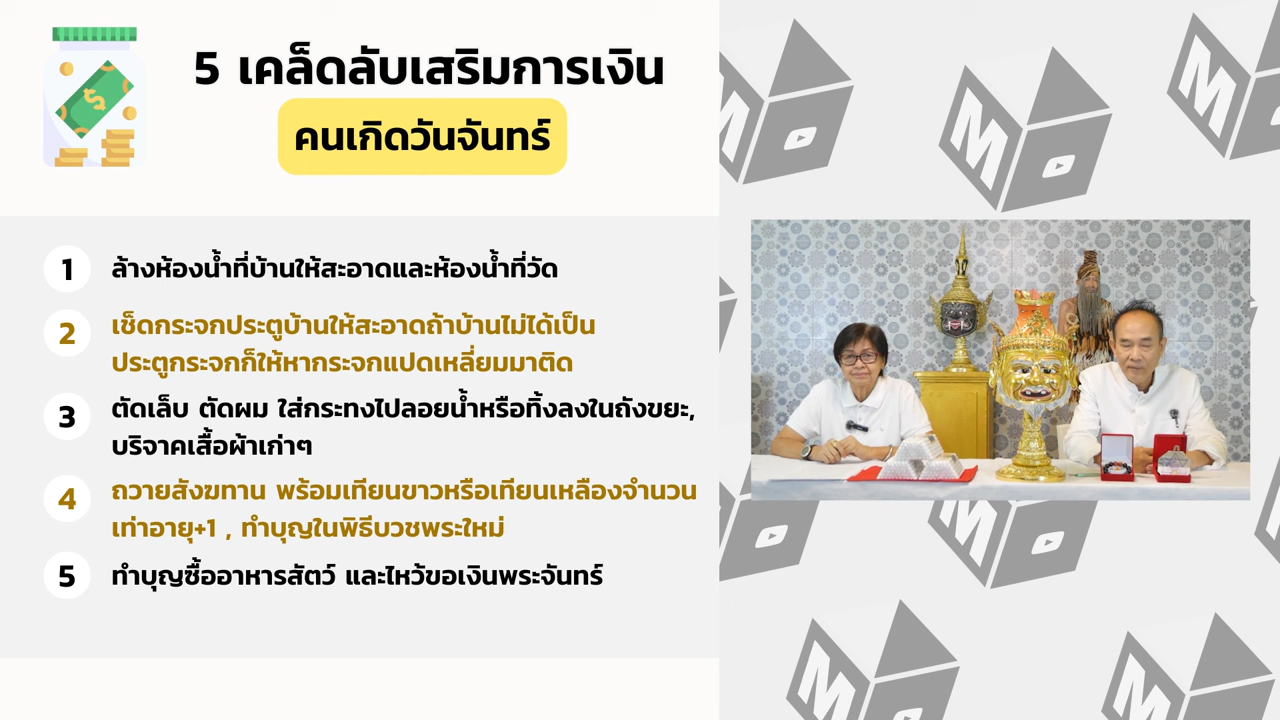 5 เคล็ดลับเสริมการเงิน
คนเกิดวันจันทร์
1 ล้างห้องน้ำที่บ้านให้สะอาดและห้องน้ำที่วัด
2 เช็ดกระจกประตูบ้านให้สะอาดถ้าบ้านไม่ได้เป็น
ประตูกระจกก็ให้หากระจกแปดเหลี่ยมมาติด
3 ตัดเล็บ ตัดผม ใส่กระทงไปลอยน้ำหรือทิ้งลงในถังขยะ,
บริจาคเสื้อผ้าเก่าๆ
4 ถวายสังฆทาน พร้อมเทียนขาวหรือเทียนเหลืองจำนวน
เท่าอายุ+1 , ทำบุญในพิธีบวชพระใหม่
5 ทำบุญซื้ออาหารสัตว์ และไหว้ขอเงินพระจันทร์
M
M
M
M
M
M
M